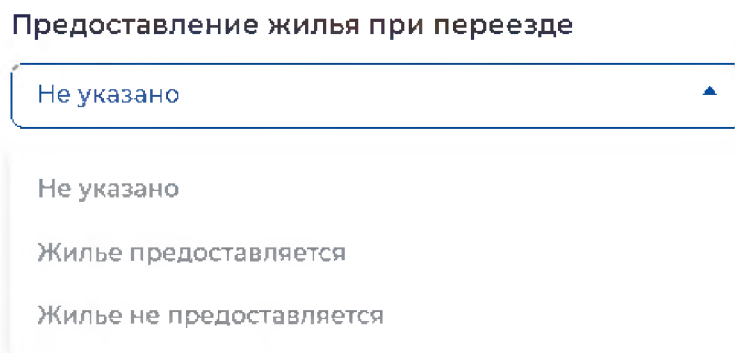 Предоставление жилья при переезде
Не указано
Не указано
Жилье предоставляется
Жилье не предоставляется